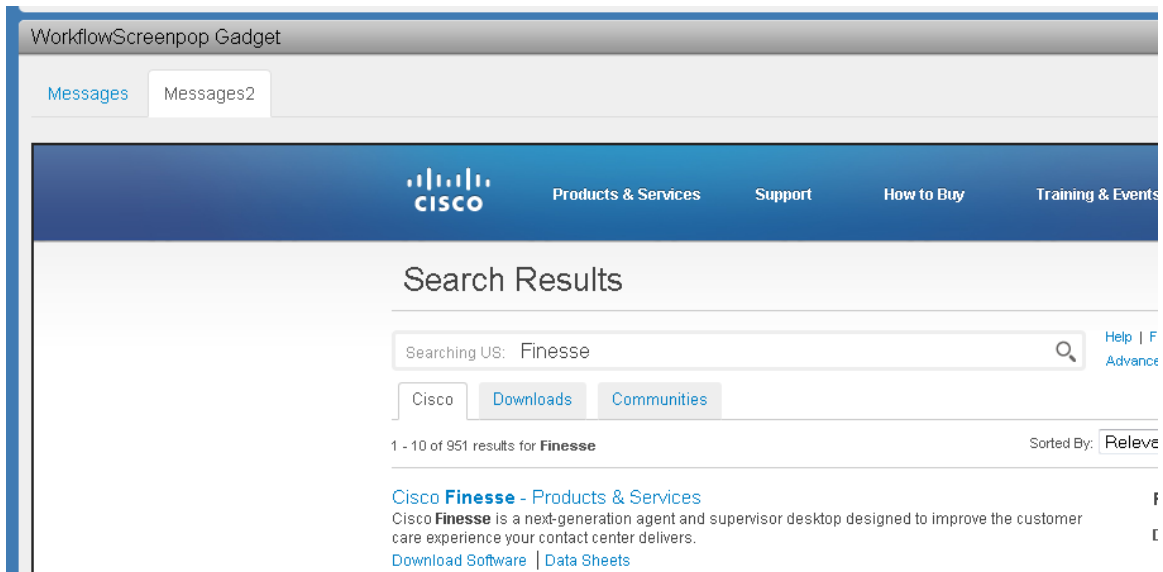 WorkflowScreenpop Gadget
Messages Messages2
CISCO Products & Services Support How to Buy Training & Events
Search Results
Help | F
Searching US: Finesse
Advance
Cisco Downloads Communities
1 - 10 of 951 results for Finesse Sorted By: Releva
Cisco Finesse - Products & Services
Cisco Finesse is a next-generation agent and supervisor desktop designed to improve the customer
care experience your contact center delivers.
Download Software | Data Sheets